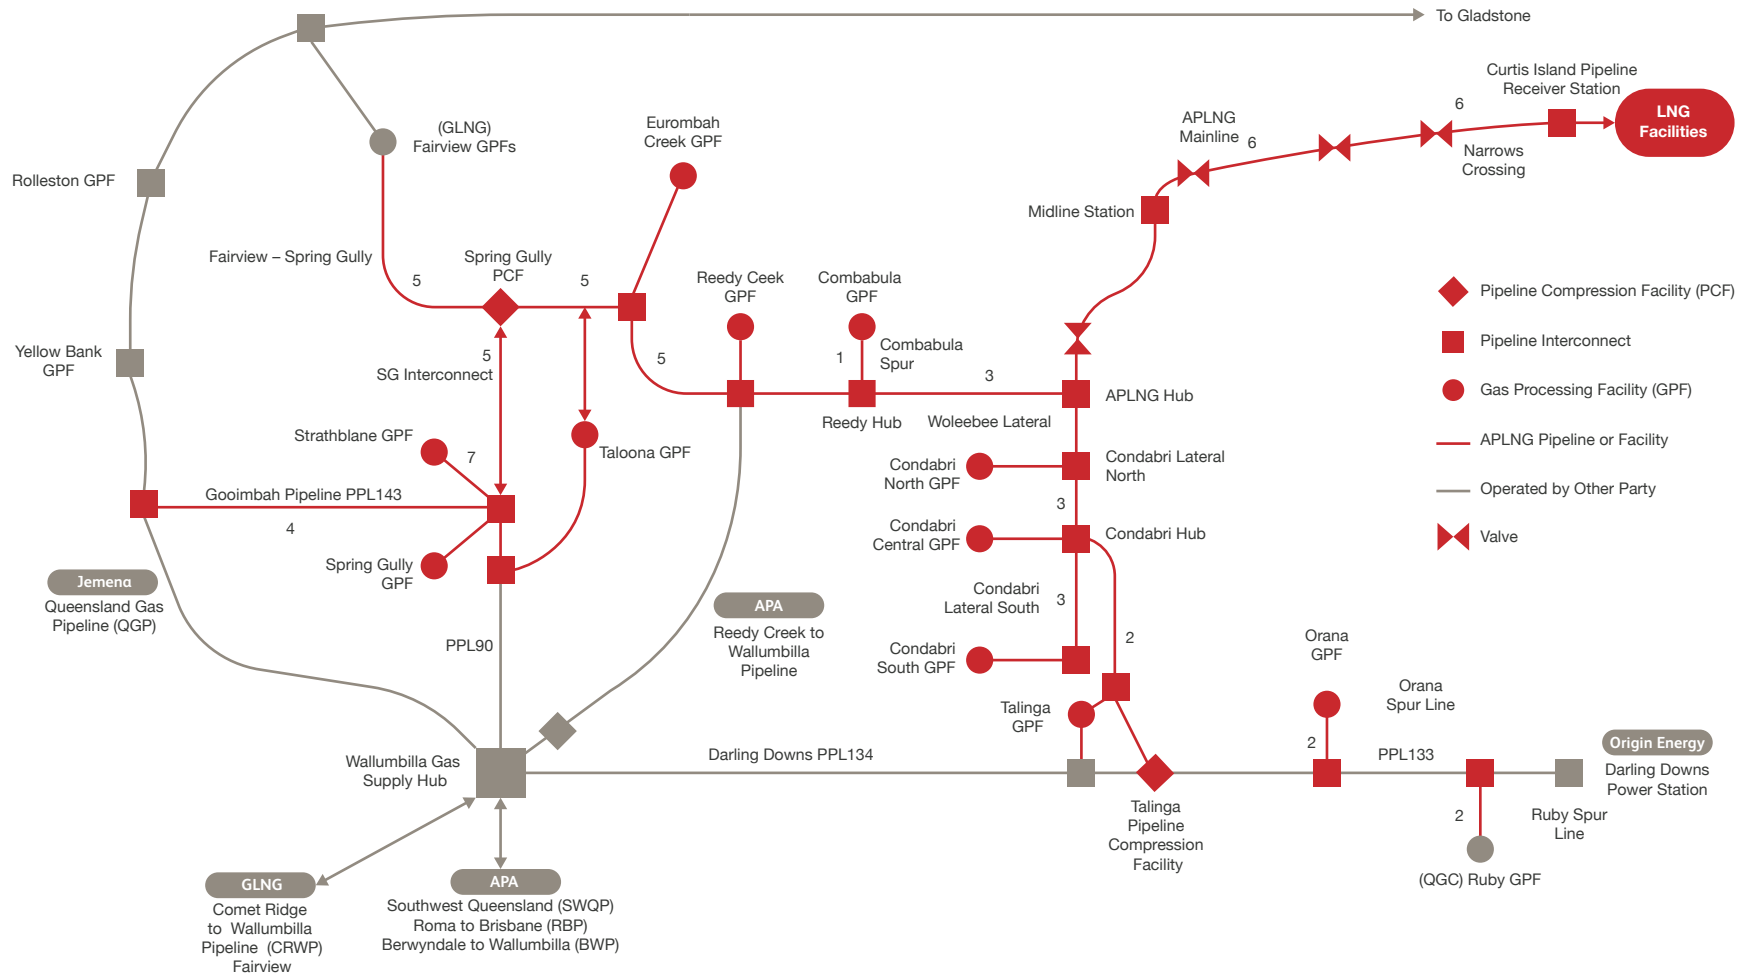 To Gladstone
Curtis Island Pipeline
Receiver Station
LNG
Facilities
6
APLNG
Mainline
6
Narrows
Crossing
(GLNG)
Fairview GPFs
Eurombah
Creek GPF
Rolleston GPF
Midline Station
Fairview – Spring Gully
Spring Gully
PCF
5
5
Reedy Ceek
GPF
Combabula
GPF
Pipeline Compression Facility (PCF)
Pipeline Interconnect
Gas Processing Facility (GPF)
APLNG Pipeline or Facility
Operated by Other Party
Valve
Yellow Bank
GPF
5
SG Interconnect
5
1
Combabula
Spur
3
APLNG Hub
Reedy Hub
Woleebee Lateral
Strathblane GPF
7
Taloona GPF
Condabri
North GPF
Condabri Lateral
North
Gooimbah Pipeline PPL143
4
3
Condabri
Central GPF
Condabri Hub
Spring Gully
GPF
Jemena
Queensland Gas
Pipeline (QGP)
APA
Reedy Creek to
Wallumbilla
Pipeline
Condabri
Lateral South
3
PPL90
2
Condabri
South GPF
Orana
GPF
Orana
Spur Line
Talinga
GPF
2
Wallumbilla Gas
Supply Hub
Darling Downs PPL134
PPL133
Origin Energy
Darling Downs
Power Station
Talinga
Pipeline
Compression
Facility
2
Ruby Spur
Line
(QGC) Ruby GPF
GLNG
Comet Ridge
to Wallumbilla
Pipeline (CRWP)
Fairview
APA
Southwest Queensland (SWQP)
Roma to Brisbane (RBP)
Berwyndale to Wallumbilla (BWP)